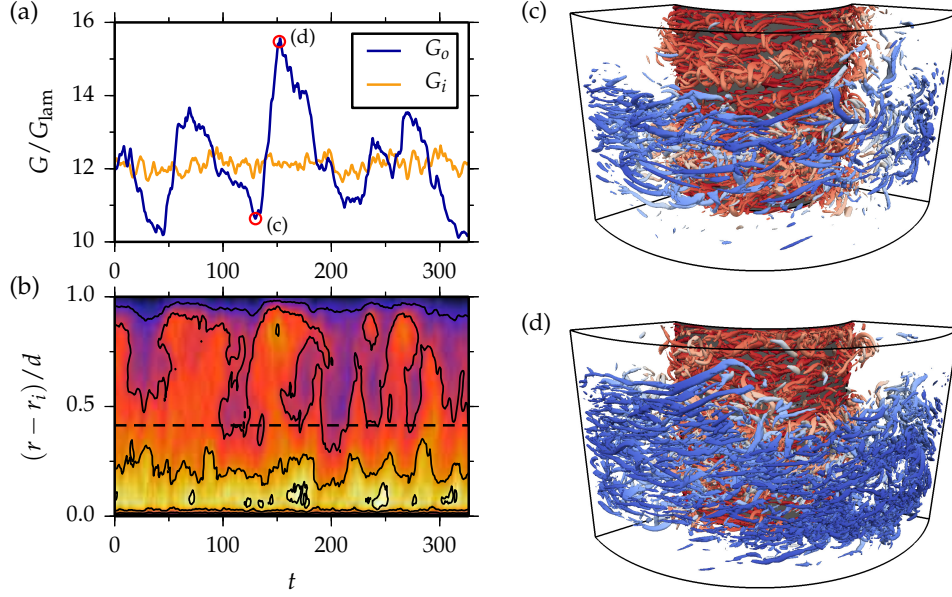 (a)
G / G_lam
16
14
12
10
G_o
G_i
(d)
(c)
0
100
200
300
(b)
(r − r_i) / d
1.0
0.5
0.0
0
100
200
300
t
(c)
(d)